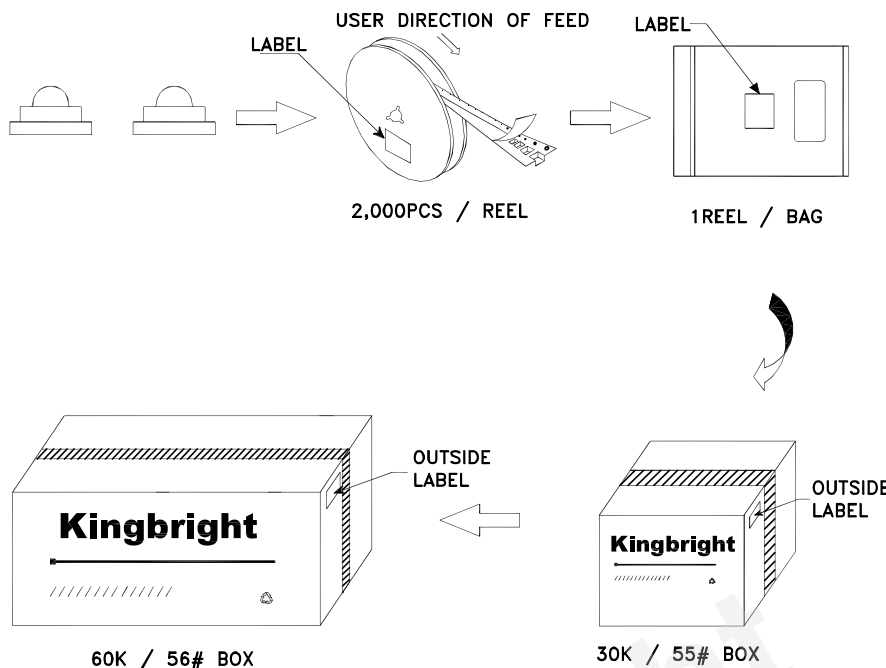 USER DIRECTION OF FEED
LABEL
LABEL
2,000PCS / REEL
1REEL / BAG
OUTSIDE
LABEL
Kingbright
60K / 56# BOX
OUTSIDE
LABEL
Kingbright
30K / 55# BOX